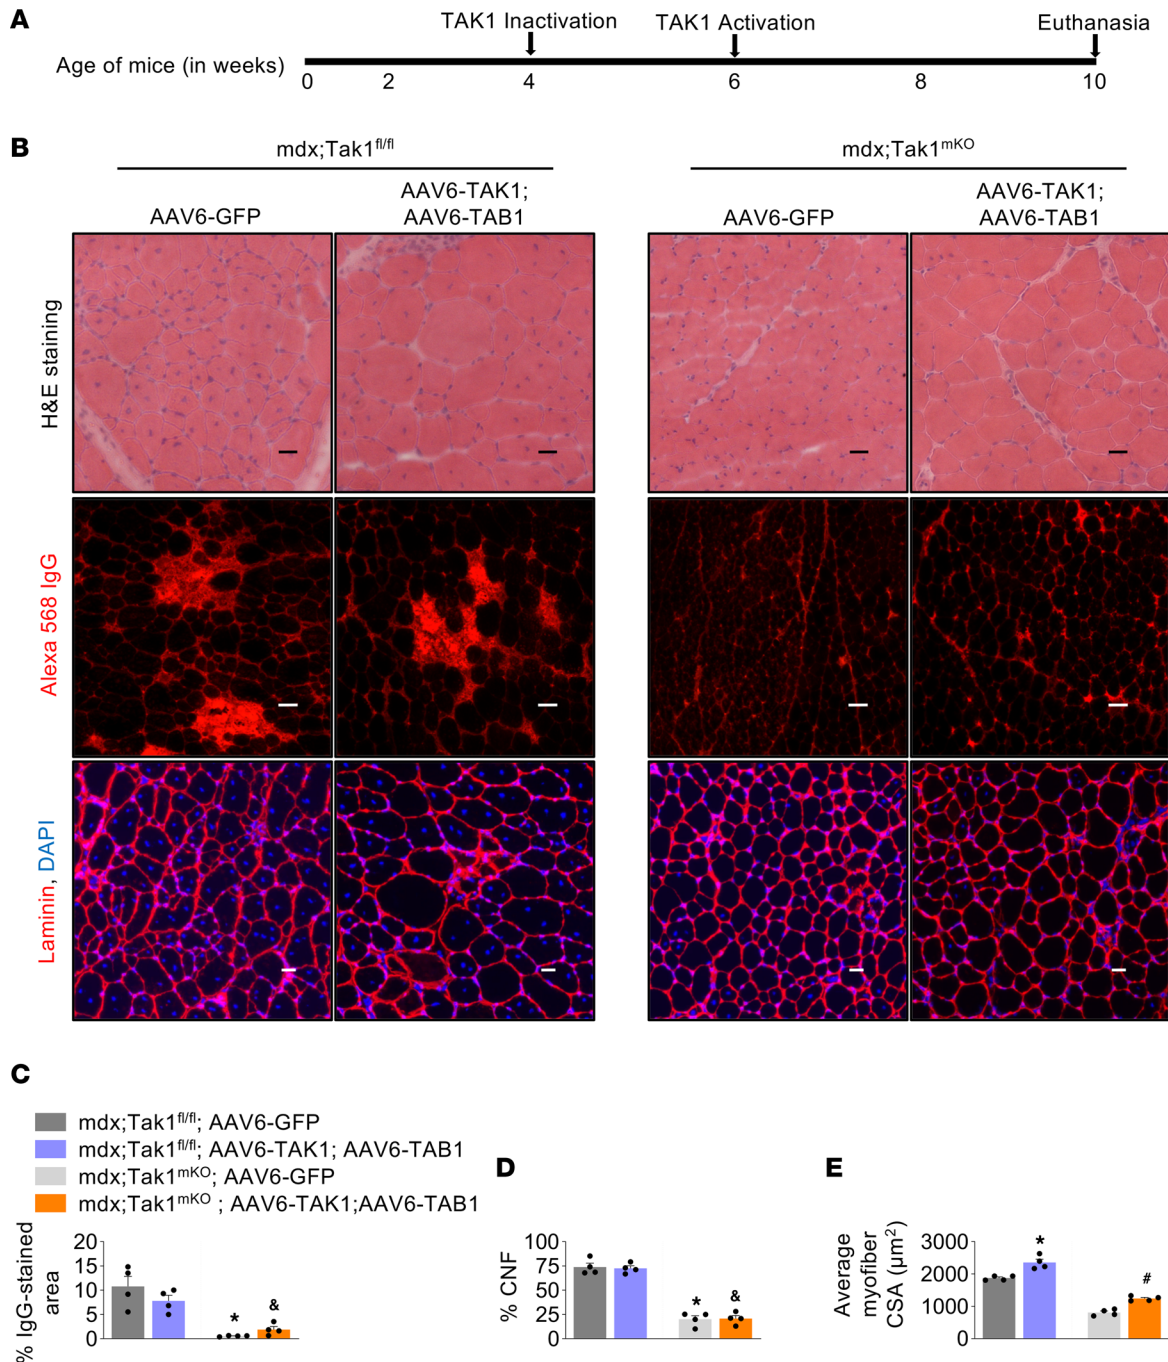 A
TAK1 Inactivation
TAK1 Activation
Euthanasia
Age of mice (in weeks)
0 2 4 6 8 10
B
mdx;Tak1fl/fl
mdx;Tak1mKO
AAV6-GFP
AAV6-TAK1;
AAV6-TAB1
AAV6-GFP
AAV6-TAK1;
AAV6-TAB1
H&E staining
Alexa 568 IgG
Laminin, DAPI
C
mdx;Tak1fl/fl; AAV6-GFP
mdx;Tak1fl/fl; AAV6-TAK1; AAV6-TAB1
mdx;Tak1mKO; AAV6-GFP
mdx;Tak1mKO ; AAV6-TAK1;AAV6-TAB1
% IgG-stained
area
20
15
10
5
0
*
&
D
% CNF
100
75
50
25
0
*
&
E
Average
myofiber
CSA (μm2)
3000
2000
1000
0
*
#